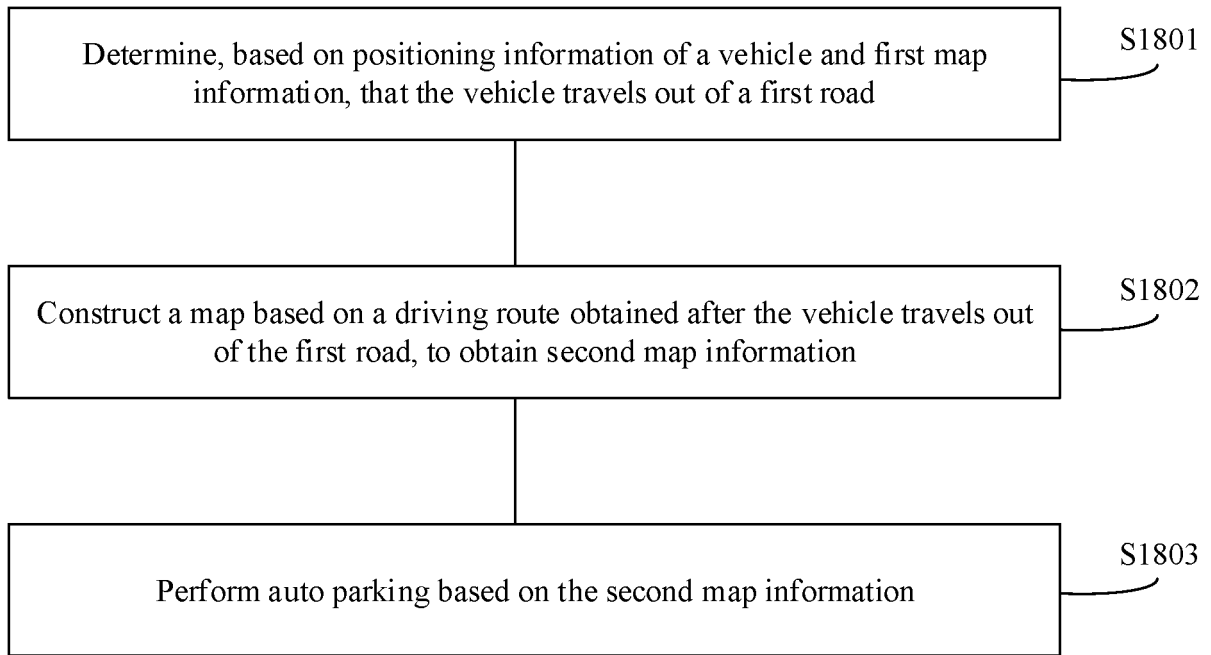 Determine, based on positioning information of a vehicle and first map
information, that the vehicle travels out of a first road
S1801
Construct a map based on a driving route obtained after the vehicle travels out
of the first road, to obtain second map information
S1802
Perform auto parking based on the second map information
S1803